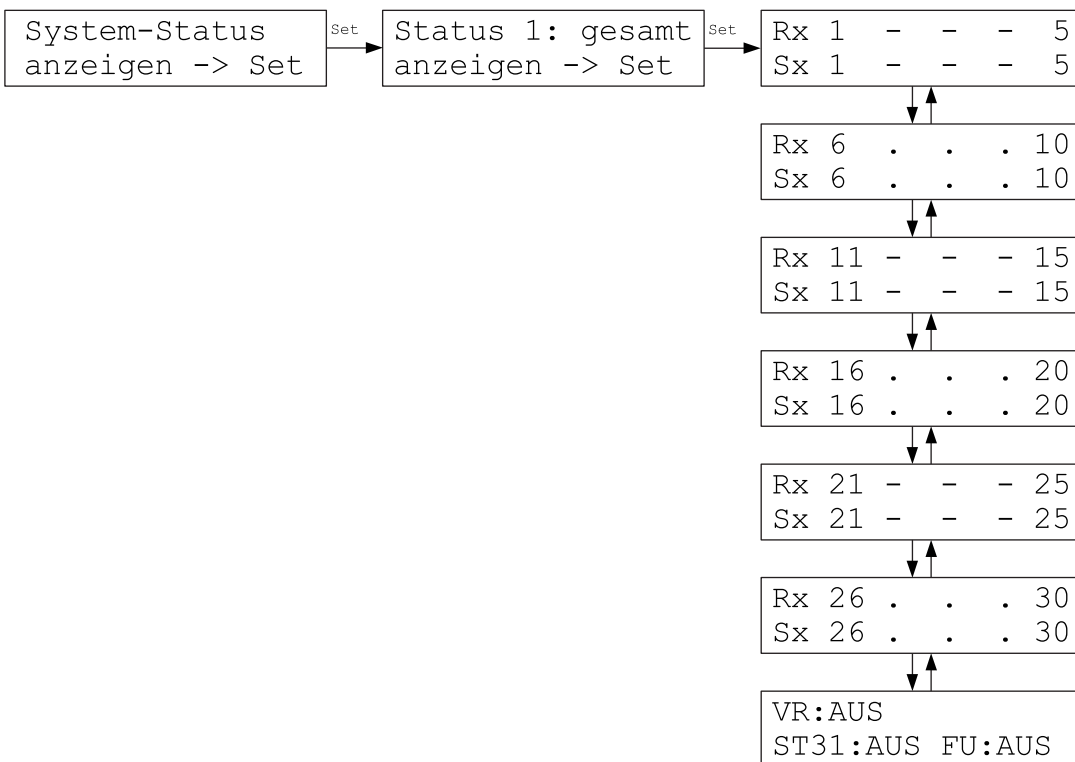 System-Status
anzeigen -> Set
Set
Status 1: gesamt
anzeigen -> Set
Set
Rx 1 - - - 5
Sx 1 - - - 5
Rx 6 . . . 10
Sx 6 . . . 10
Rx 11 - - - 15
Sx 11 - - - 15
Rx 16 . . . 20
Sx 16 . . . 20
Rx 21 - - - 25
Sx 21 - - - 25
Rx 26 . . . 30
Sx 26 . . . 30
VR:AUS
ST31:AUS FU:AUS